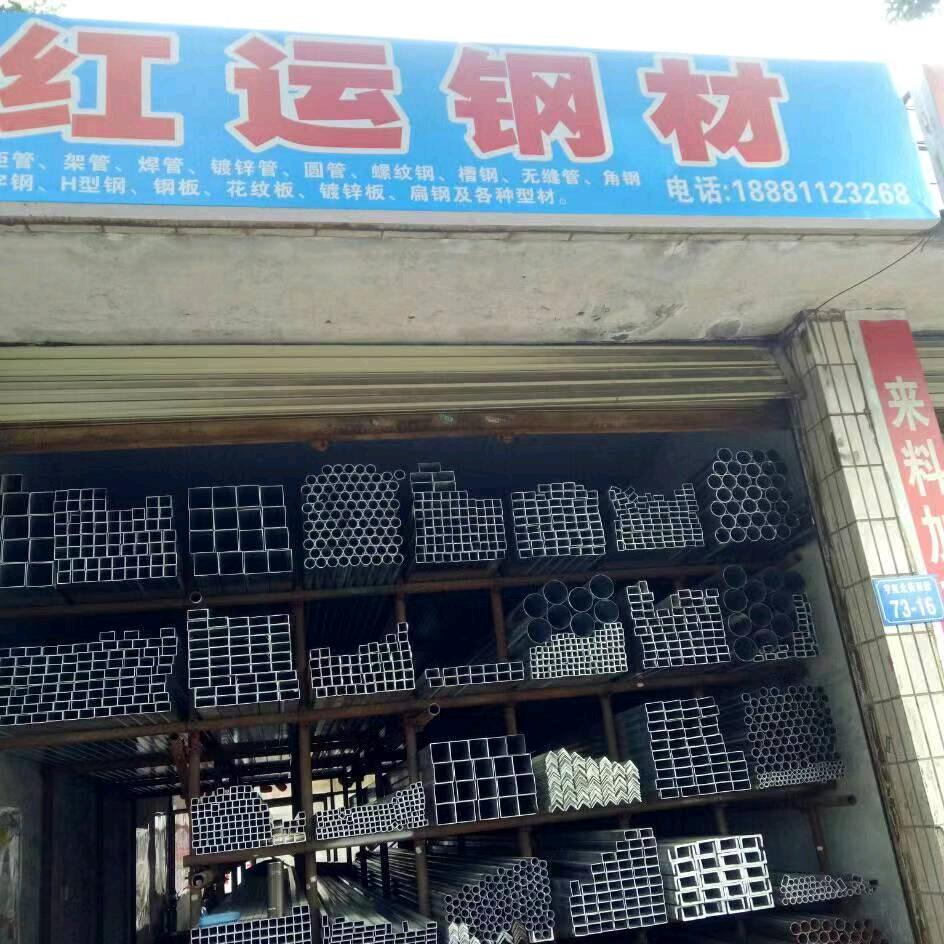 红运钢材
管、架管、焊管、镀锌管、圆管、螺纹钢、槽钢、无缝管、角钢
字钢、H型钢、钢板、花纹板、镀锌板、扁钢及各种型材。
电话:18881123268
来料加
73-16